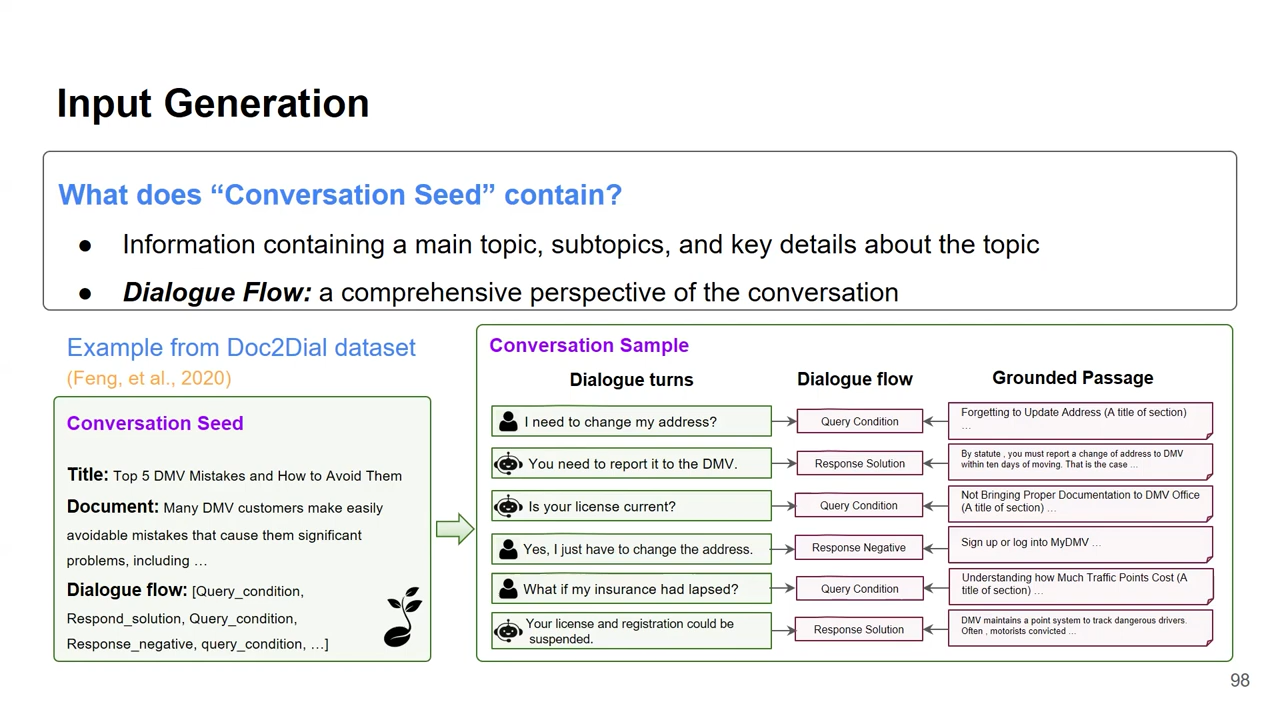 Input Generation
What does “Conversation Seed” contain?
● Information containing a main topic, subtopics, and key details about the topic
● Dialogue Flow: a comprehensive perspective of the conversation
Example from Doc2Dial dataset
(Feng, et al., 2020)
Conversation Seed
Title: Top 5 DMV Mistakes and How to Avoid Them
Document: Many DMV customers make easily
avoidable mistakes that cause them significant
problems, including …
Dialogue flow: [Query_condition,
Respond_solution, Query_condition,
Response_negative, query_condition, …]
Conversation Sample
Dialogue turns
Dialogue flow
Grounded Passage
I need to change my address?
Query Condition
Forgetting to Update Address (A title of section)
…
You need to report it to the DMV.
Response Solution
By statute , you must report a change of address to DMV
within ten days of moving. That is the case …
Is your license current?
Query Condition
Not Bringing Proper Documentation to DMV Office
(A title of section) …
Yes, I just have to change the address.
Response Negative
Sign up or log into MyDMV …
What if my insurance had lapsed?
Query Condition
Understanding how Much Traffic Points Cost (A
title of section) …
Your license and registration could be
suspended.
Response Solution
DMV maintains a point system to track dangerous drivers.
Often , motorists convicted …
98